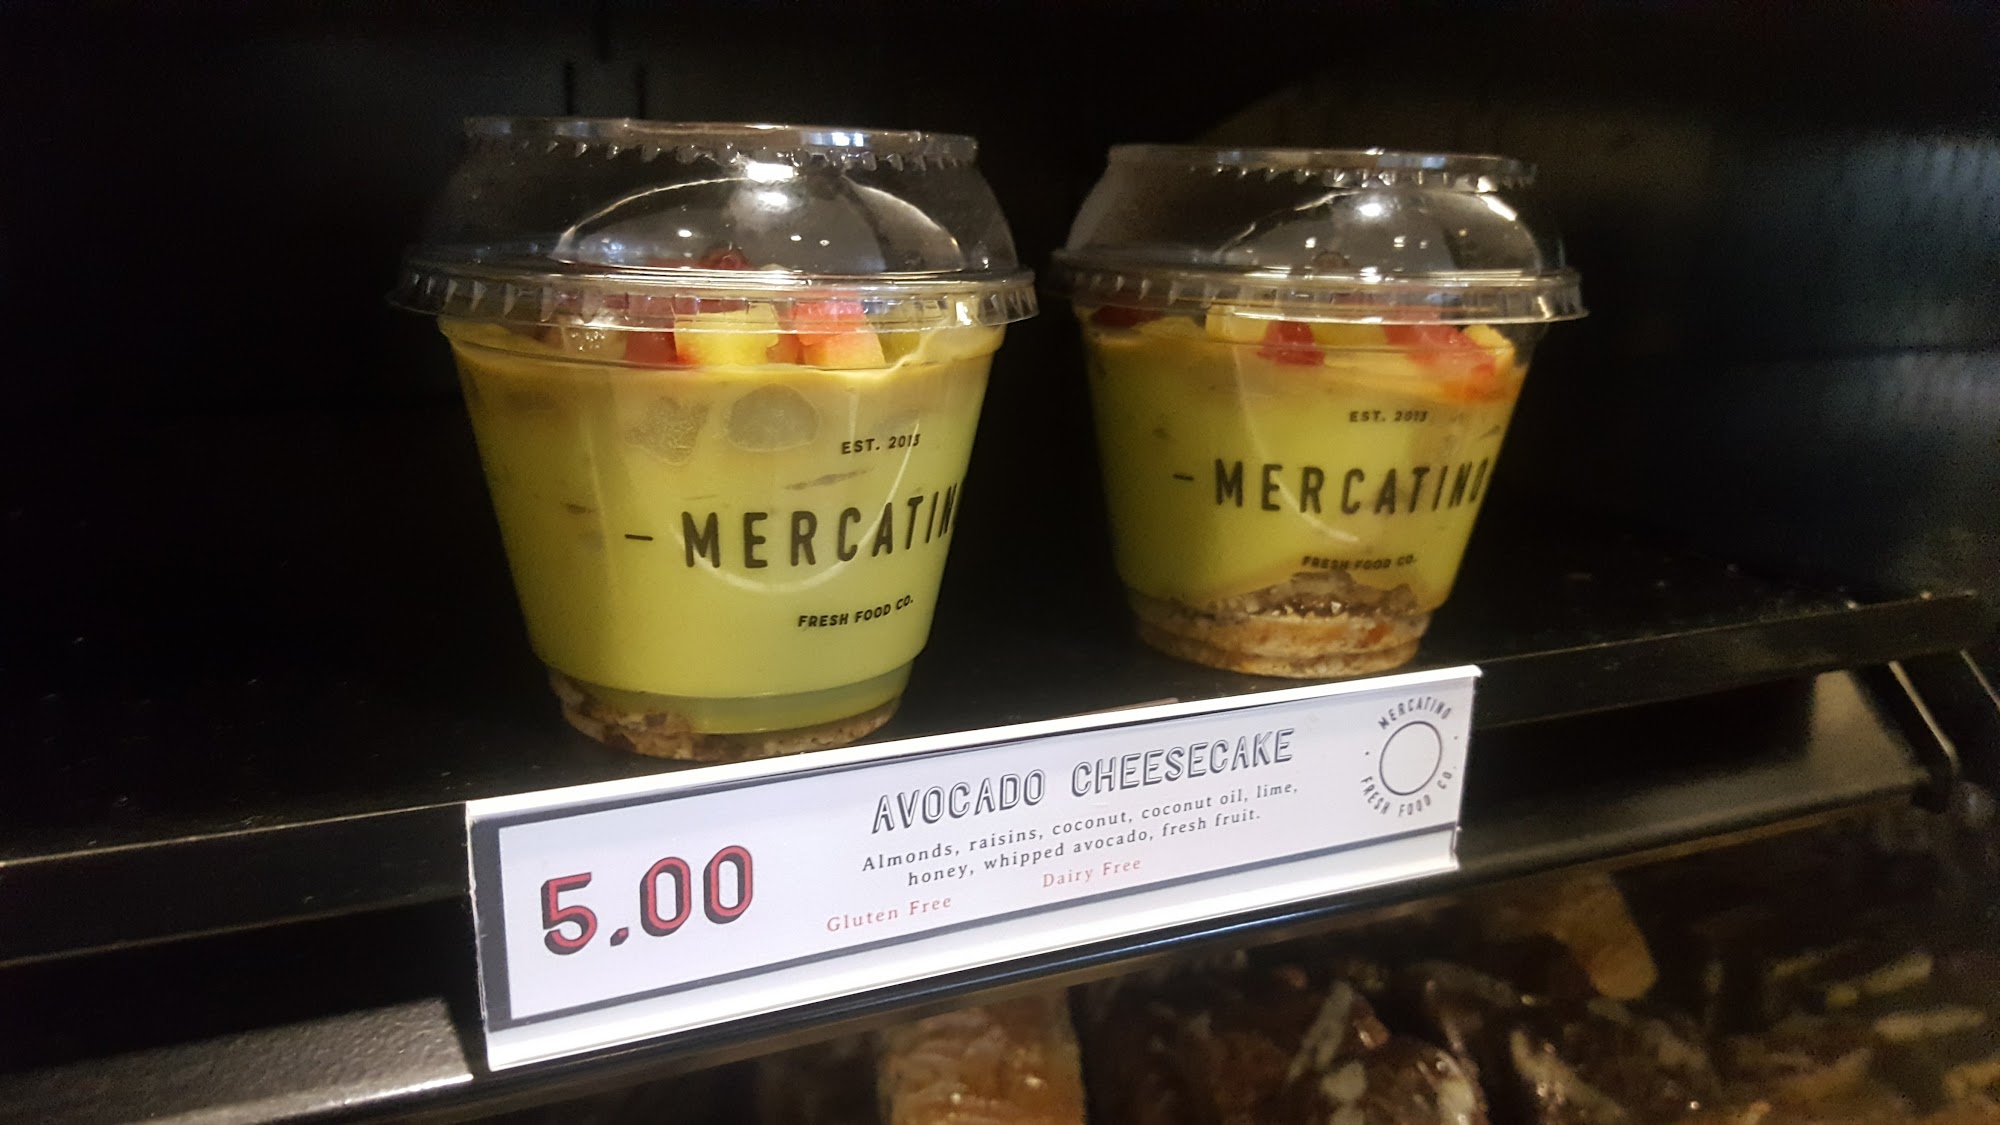 EST. 2013
– MERCATIN
FRESH FOOD CO.
EST. 2013
– MERCATINO
FRESH FOOD CO.
5.00
AVOCADO CHEESECAKE
Almonds, raisins, coconut, coconut oil, lime,
honey, whipped avocado, fresh fruit.
Gluten Free Dairy Free
MERCATINO
· FRESH FOOD CO. ·